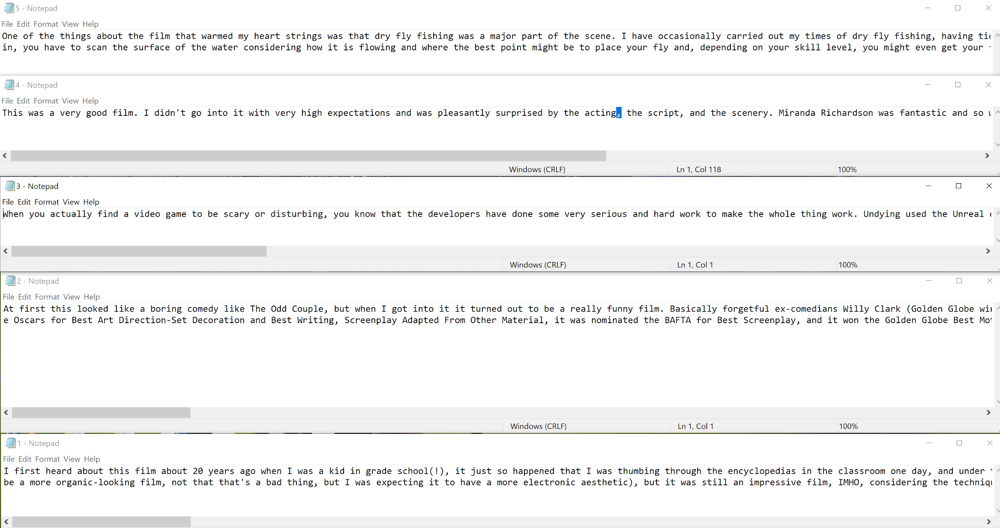 5 - Notepad
File Edit Format View Help
One of the things about the film that warmed my heart strings was that dry fly fishing was a major part of the scene. I have occasionally carried out my times of dry fly fishing, having
in, you have to scan the surface of the water considering how it is flowing and where the best point might be to place your fly and, depending on your skill level, you might even get your
4 - Notepad
File Edit Format View Help
This was a very good film. I didn't go into it with very high expectations and was pleasantly surprised by the acting, the script, and the scenery. Miranda Richardson was fantastic and so
Windows (CRLF) Ln 1, Col 118 100%
3 - Notepad
File Edit Format View Help
When you actually find a video game to be scary or disturbing, you know that the developers have done some very serious and hard work to make the whole thing work. Undying used the Unreal
Windows (CRLF) Ln 1, Col 1 100%
2 - Notepad
File Edit Format View Help
At first this looked like a boring comedy like The Odd Couple, but when I got into it it turned out to be a really funny film. Basically forgetful ex-comedians Willy Clark (Golden Globe
e Oscars for Best Art Direction-Set Decoration and Best Writing, Screenplay Adapted From Other Material, it was nominated the BAFTA for Best Screenplay, and it won the Golden Globe Best
Windows (CRLF) Ln 1, Col 1 100%
1 - Notepad
File Edit Format View Help
I first heard about this film about 20 years ago when I was a kid in grade school(!), it just so happened that I was thumbing through the encyclopedias in the classroom one day, and under
be a more organic-looking film, not that that's a bad thing, but I was expecting it to have a more electronic aesthetic), but it was still an impressive film, IMHO, considering the